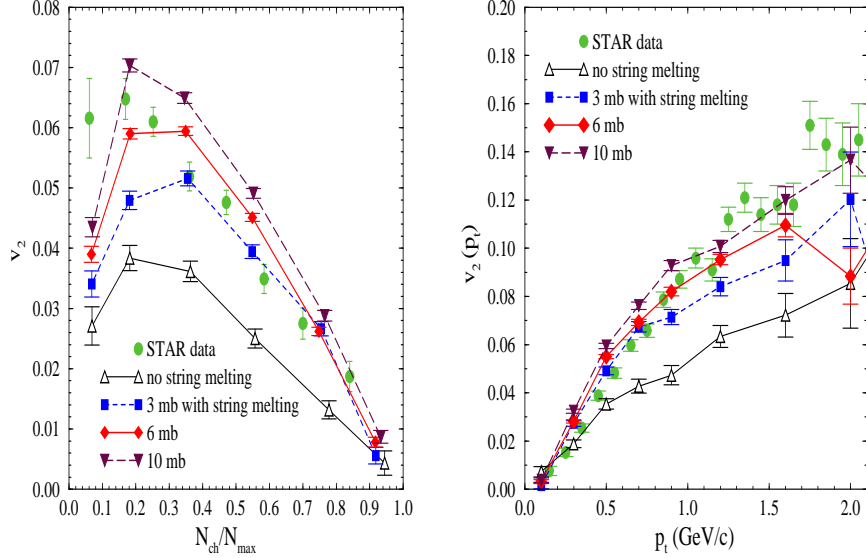 0.08
0.07
0.06
0.05
0.04
0.03
0.02
0.01
0.00
v2
STAR data
no string melting
3 mb with string melting
6 mb
10 mb
0.0 0.1 0.2 0.3 0.4 0.5 0.6 0.7 0.8 0.9 1.0
Nch/Nmax
0.20
0.18
0.16
0.14
0.12
0.10
0.08
0.06
0.04
0.02
0.00
v2 (pt)
STAR data
no string melting
3 mb with string melting
6 mb
10 mb
0.0 0.5 1.0 1.5 2.0
pt (GeV/c)